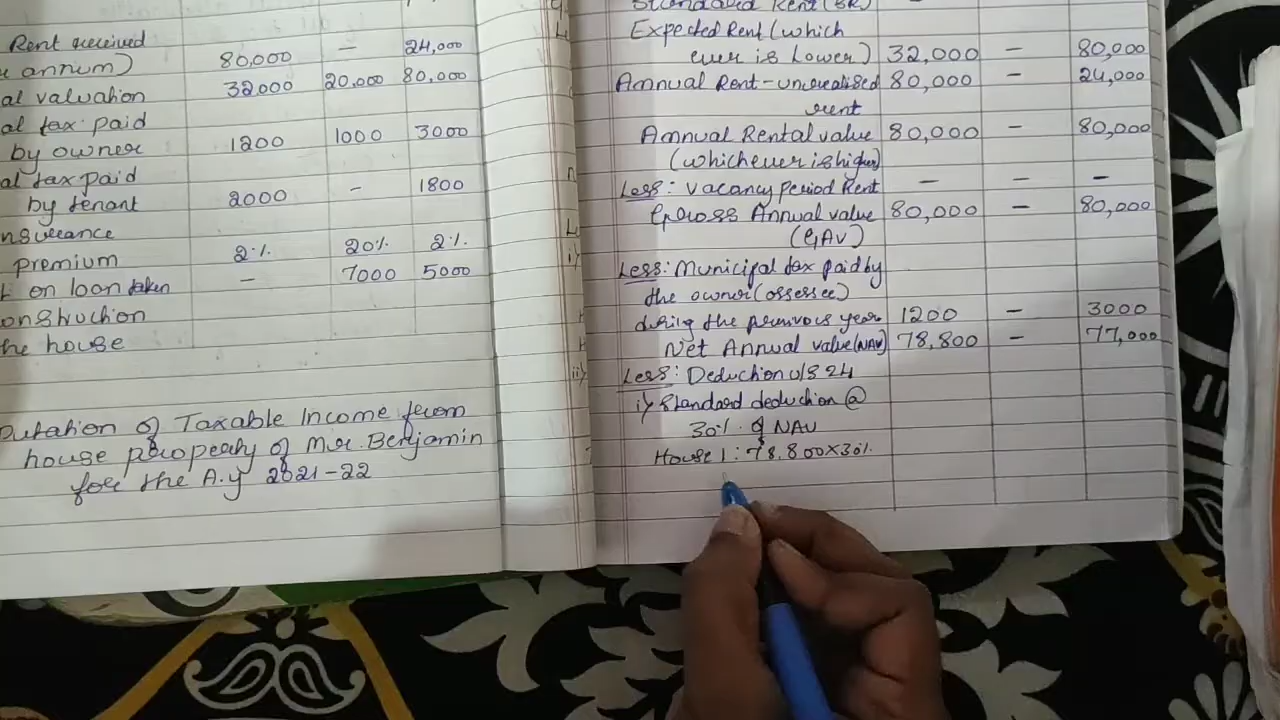 Rent received 80,000 — 24,000
annum)
al valuation 32,000 20,000 80,000
al tax paid
by owner 1200 1000 3000
al tax paid
by tenant 2000 - 1800
nsurance
premium 2% 20% 2%
on loan taken - 7000 5000
onstruction
he house
putation of Taxable Income from
house property of Mr. Benjamin
for the A.y 2021-22
Standard Rent (SR)
Expected Rent (which
ever is Lower) 32,000 — 80,000
Annual Rent-unrealised 80,000 — 24,000
rent
Annual Rental value 80,000 — 80,000
(whichever is higher)
Less: Vacancy Period Rent — — —
Gross Annual value 80,000 — 80,000
(GAV)
Less: Municipal tax paid by
the owner (assessee)
during the previous year 1200 — 3000
Net Annual value (NAV) 78,800 — 77,000
Less: Deduction u/s 24
i) Standard deduction @
30% of NAV
House 1: 78,800×30%